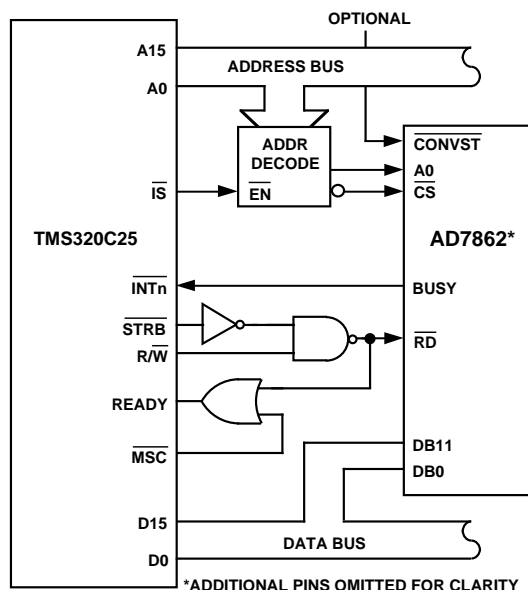 OPTIONAL
A15
ADDRESS BUS
A0
ADDR
DECODE
CONVST
A0
IS
EN
CS
TMS320C25
AD7862*
INTn
BUSY
STRB
RD
R/W
READY
MSC
DB11
DB0
D15
DATA BUS
D0
*ADDITIONAL PINS OMITTED FOR CLARITY